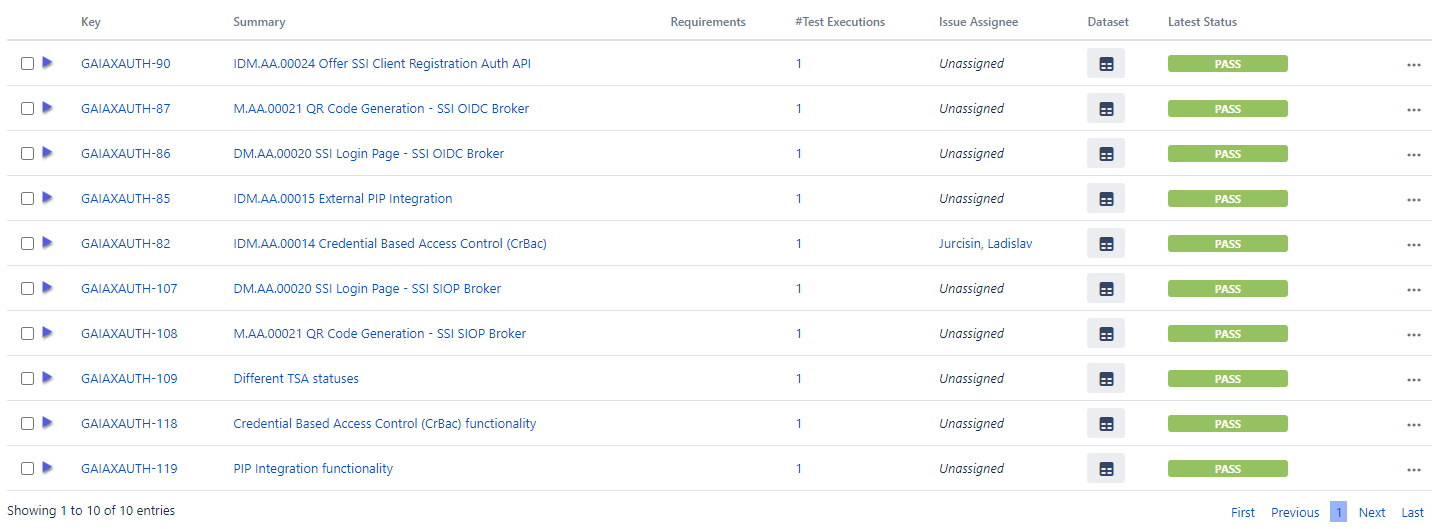 Key Summary Requirements #Test Executions Issue Assignee Dataset Latest Status
GAIAXAUTH-90 IDM.AA.00024 Offer SSI Client Registration Auth API 1 Unassigned PASS
GAIAXAUTH-87 M.AA.00021 QR Code Generation - SSI OIDC Broker 1 Unassigned PASS
GAIAXAUTH-86 DM.AA.00020 SSI Login Page - SSI OIDC Broker 1 Unassigned PASS
GAIAXAUTH-85 IDM.AA.00015 External PIP Integration 1 Unassigned PASS
GAIAXAUTH-82 IDM.AA.00014 Credential Based Access Control (CrBac) 1 Jurcisin, Ladislav PASS
GAIAXAUTH-107 DM.AA.00020 SSI Login Page - SSI SIOP Broker 1 Unassigned PASS
GAIAXAUTH-108 M.AA.00021 QR Code Generation - SSI SIOP Broker 1 Unassigned PASS
GAIAXAUTH-109 Different TSA statuses 1 Unassigned PASS
GAIAXAUTH-118 Credential Based Access Control (CrBac) functionality 1 Unassigned PASS
GAIAXAUTH-119 PIP Integration functionality 1 Unassigned PASS
Showing 1 to 10 of 10 entries First Previous 1 Next Last